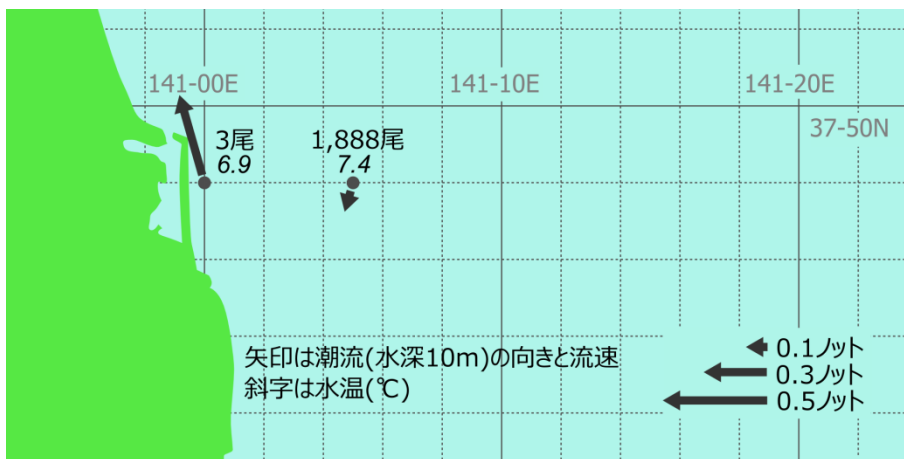 141-00E
141-10E
141-20E
37-50N
3尾
6.9
1,888尾
7.4
矢印は潮流(水深10m)の向きと流速
斜字は水温(℃)
0.1ノット
0.3ノット
0.5ノット